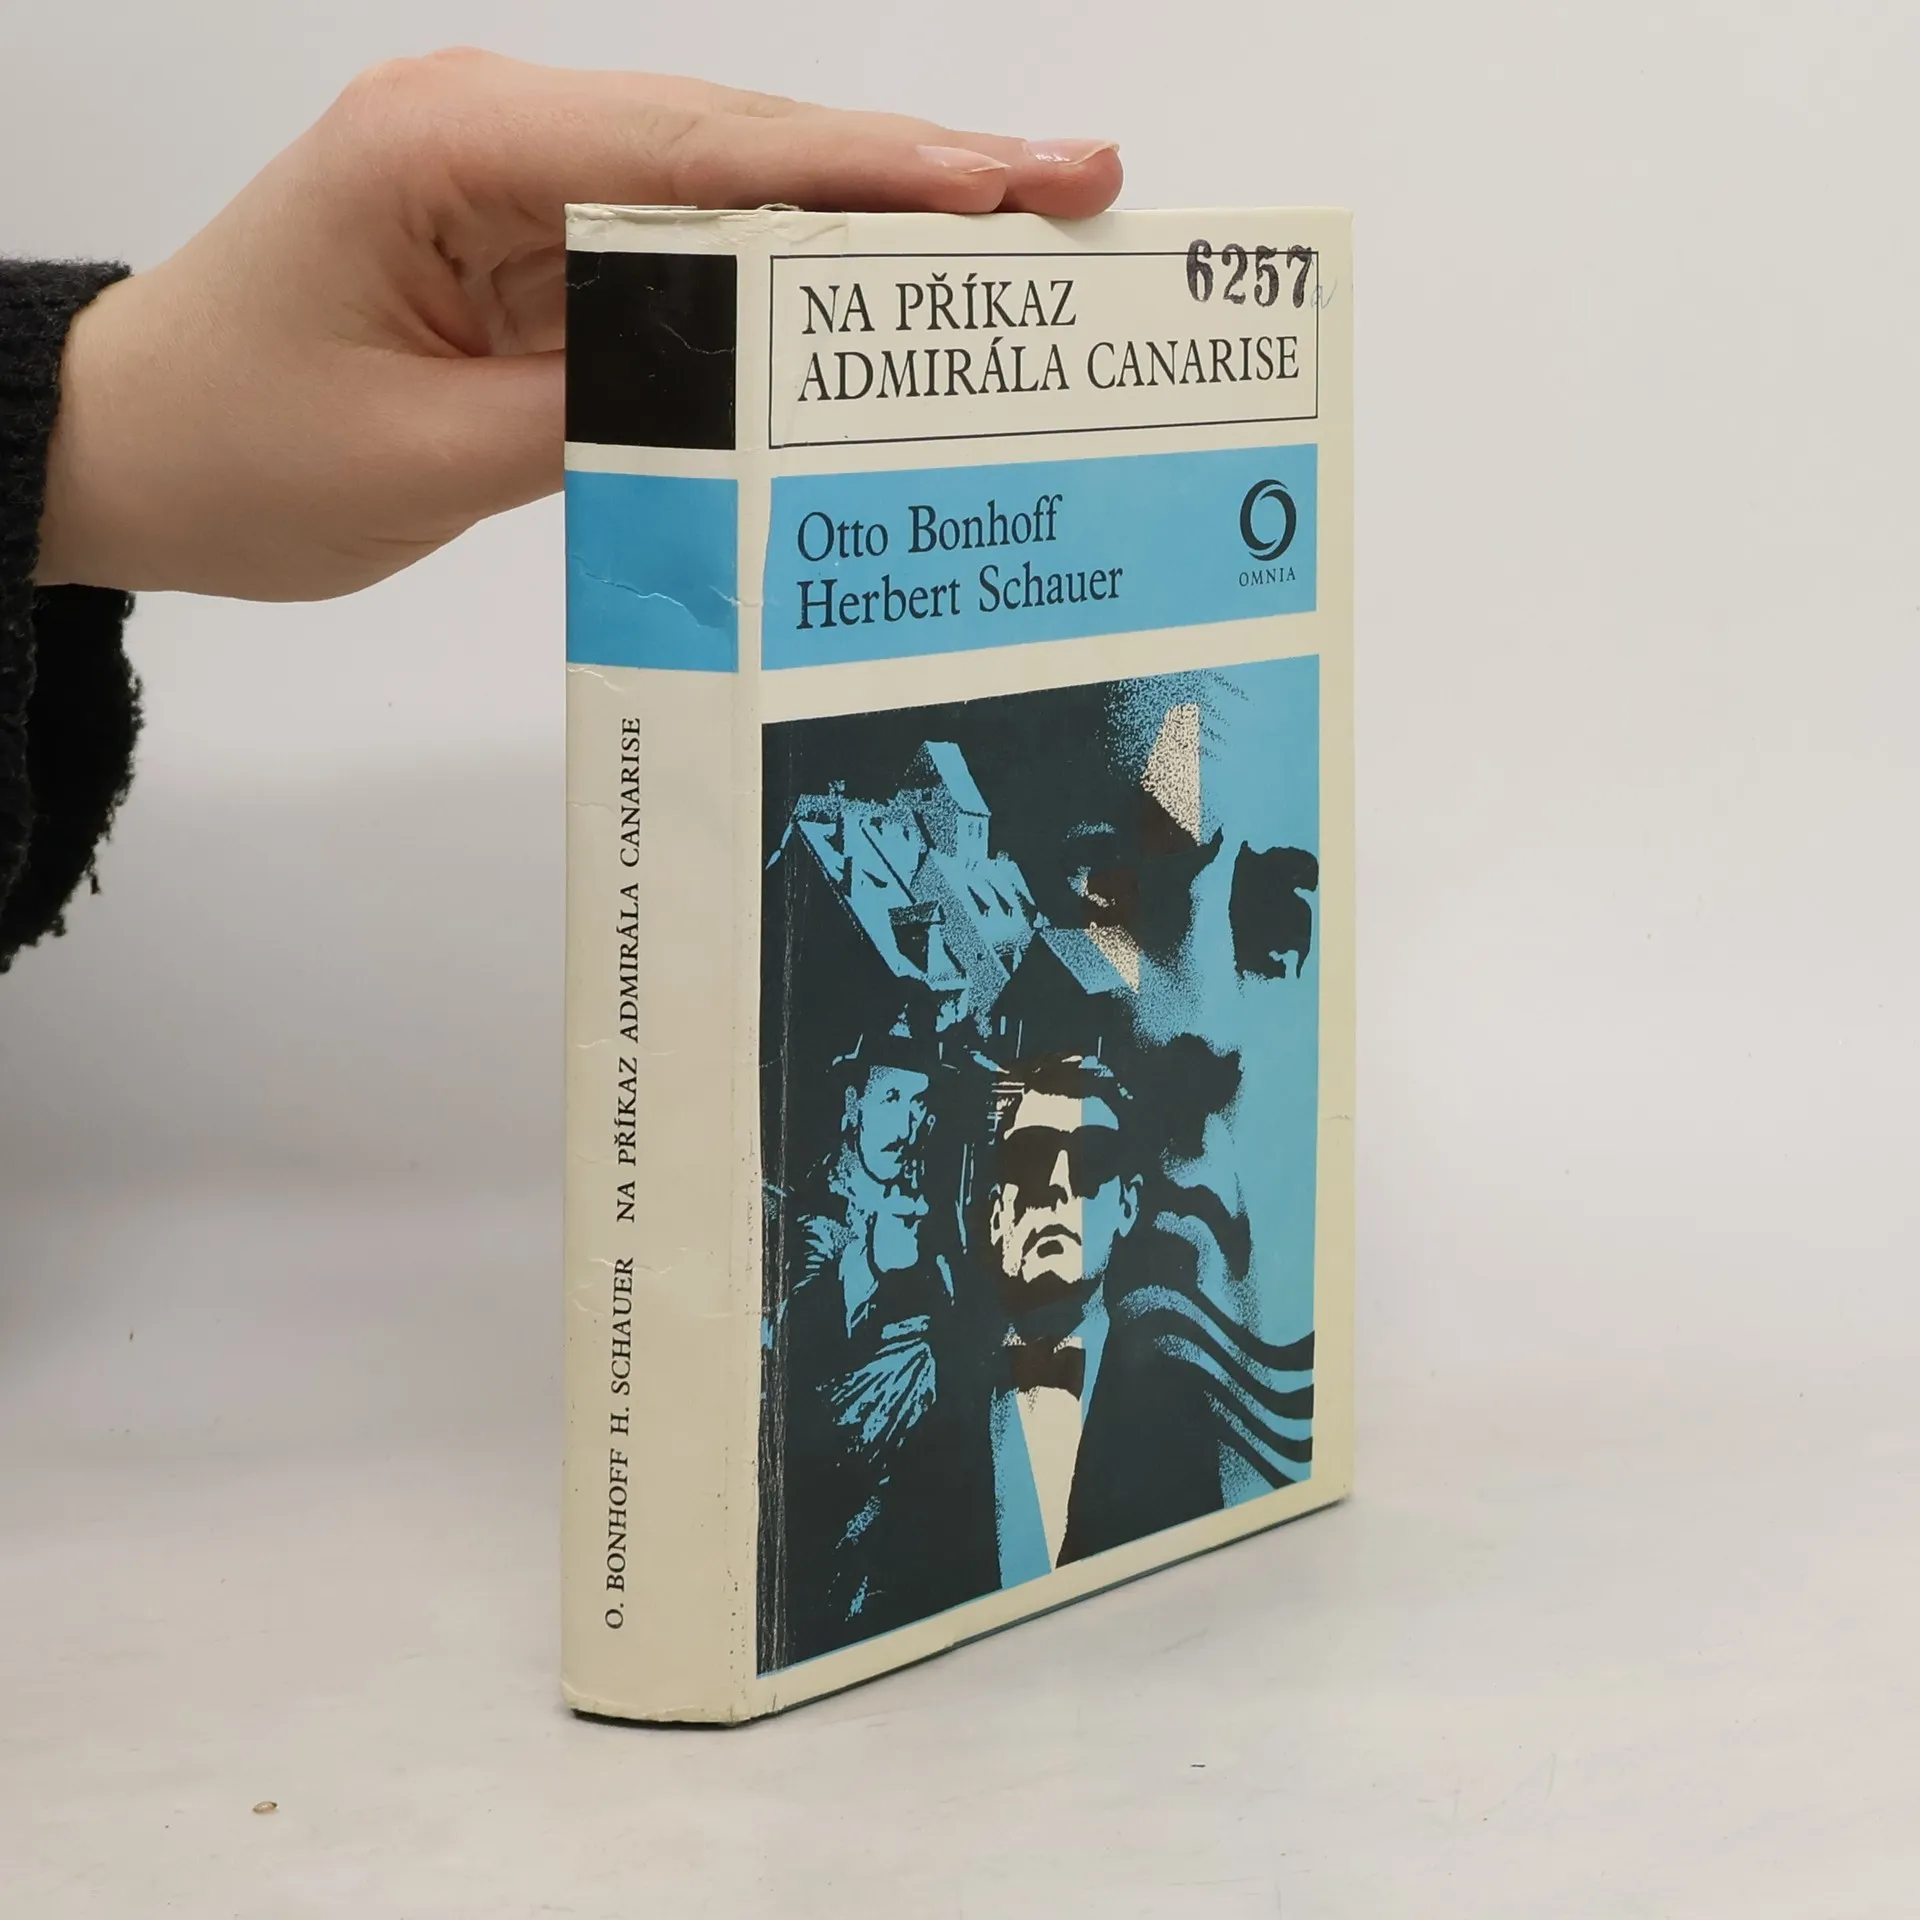 6257
NA PŘÍKAZ
ADMIRÁLA CANARISE
Otto Bonhoff
Herbert Schauer
OMNIA
O. BONHOFF H. SCHAUER NA PŘÍKAZ ADMIRÁLA CANARISE